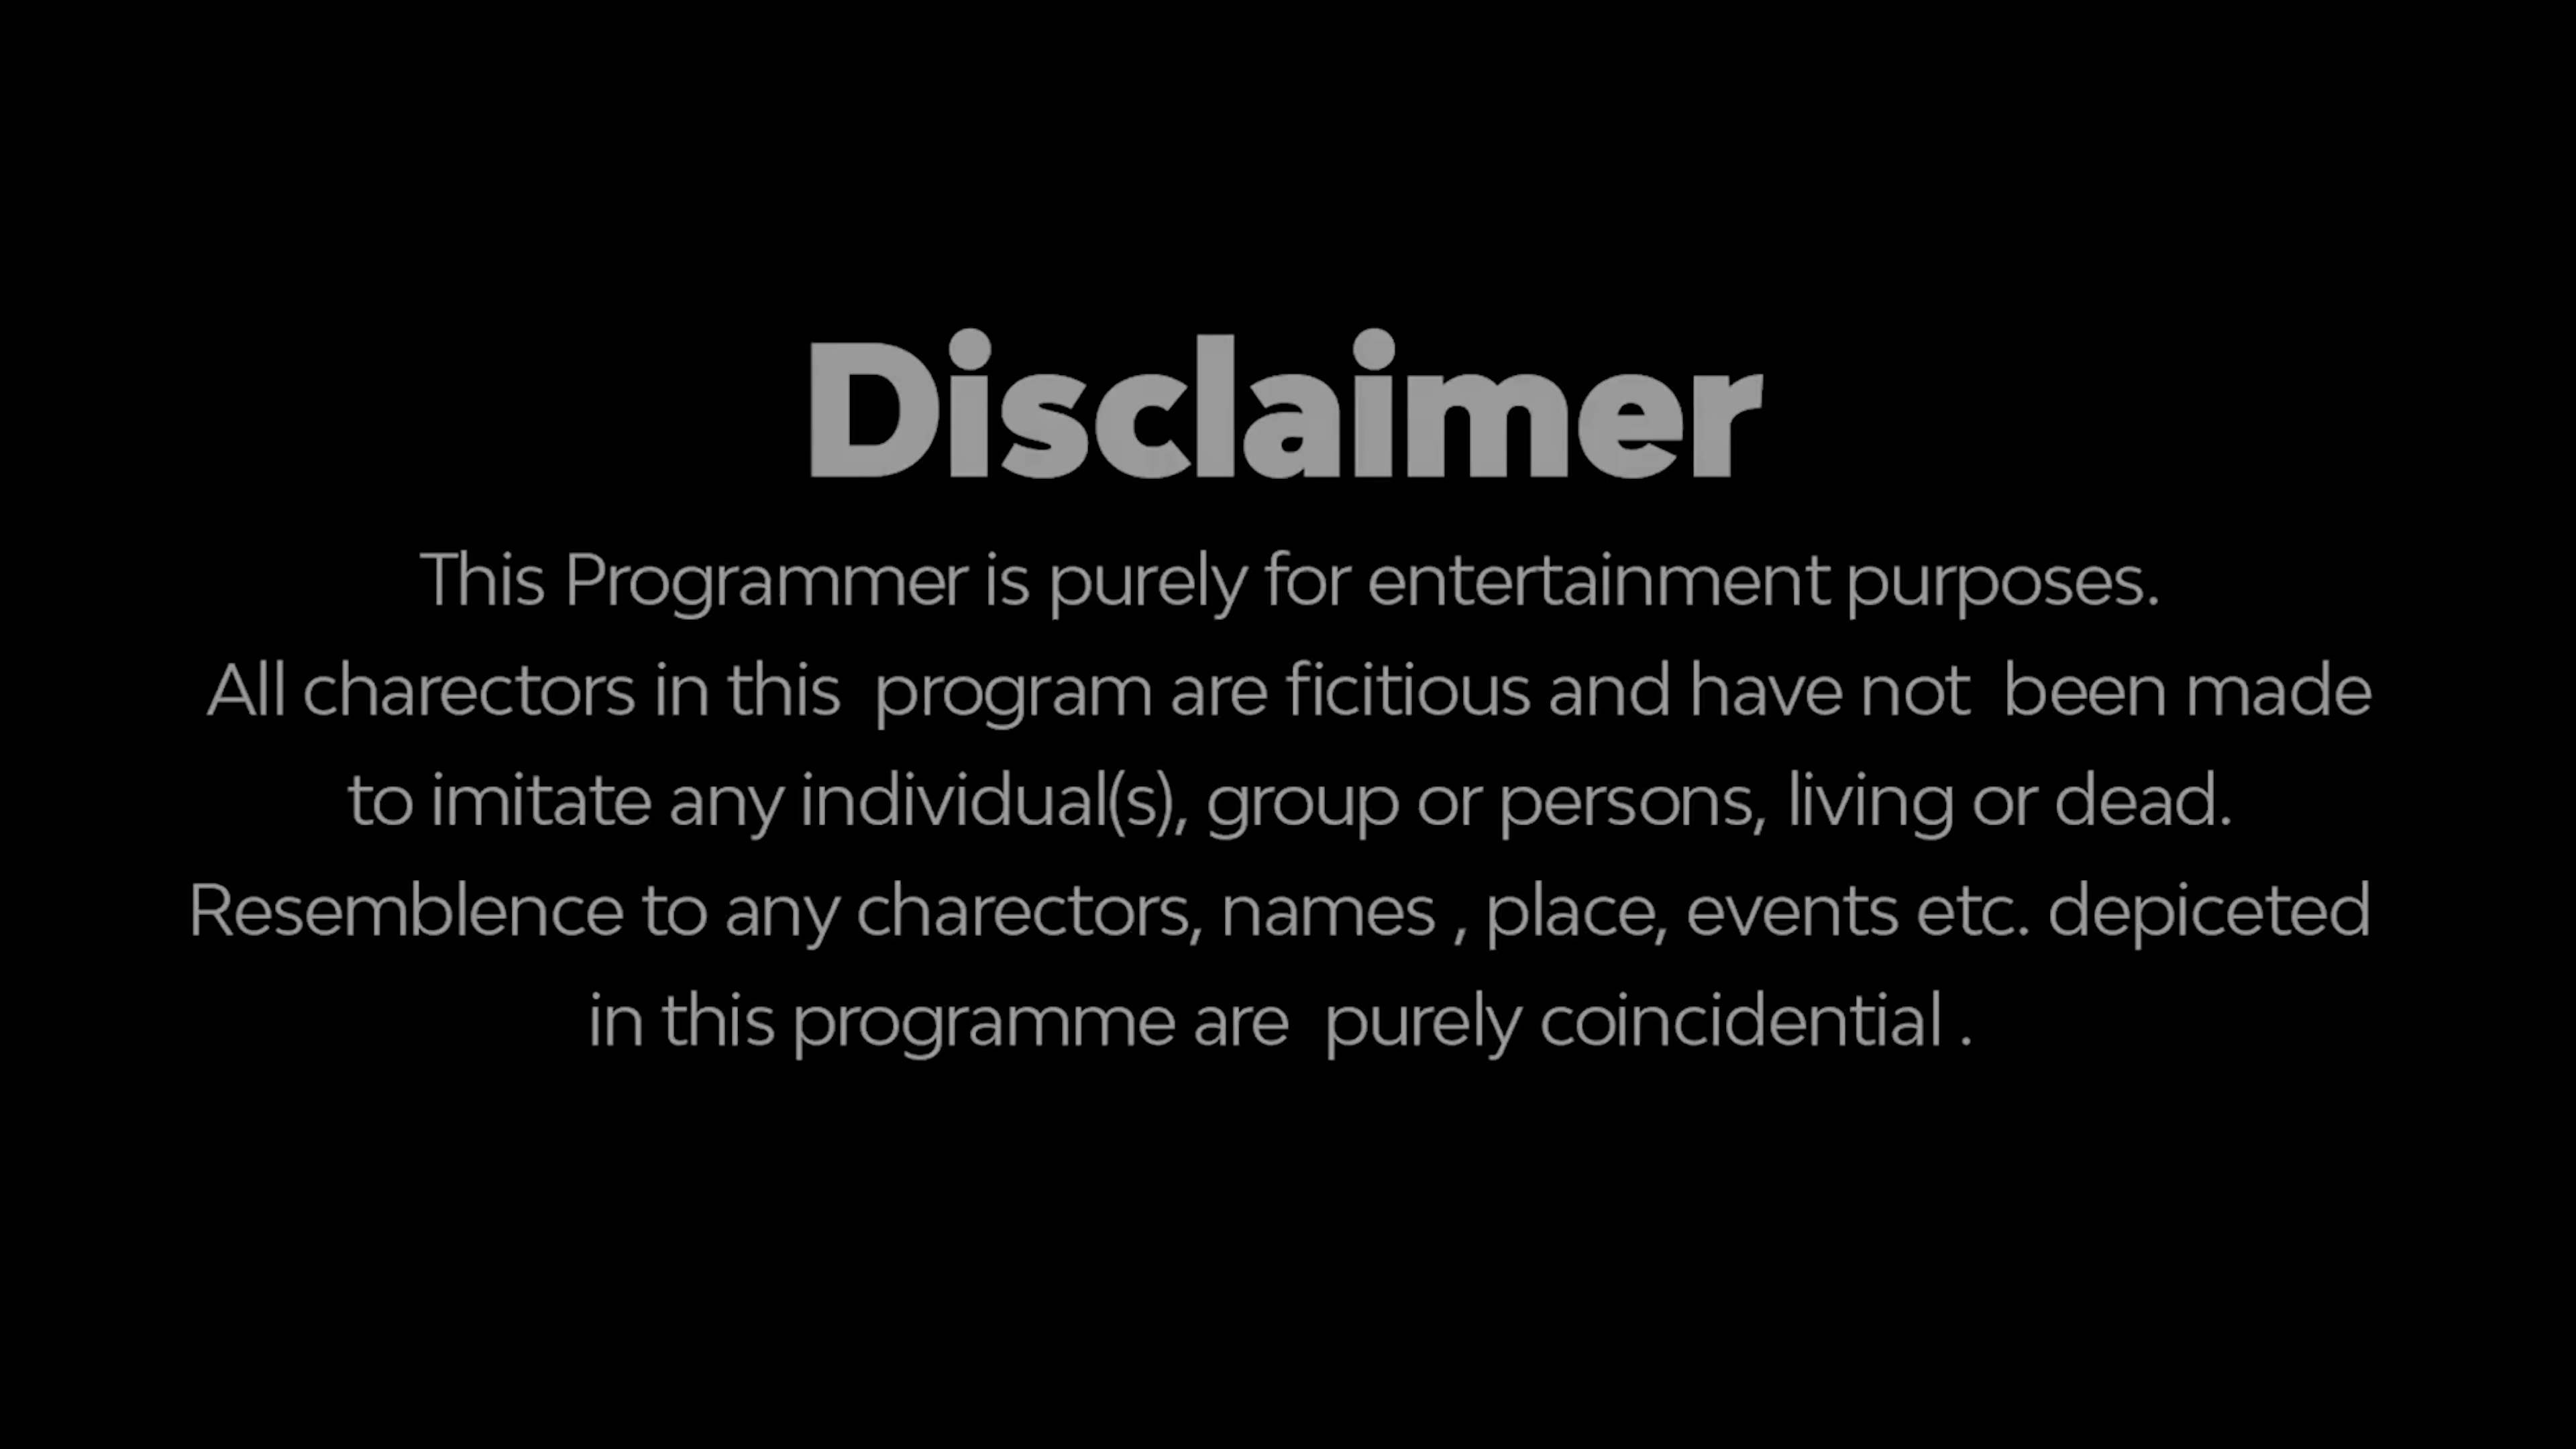 Disclaimer
This Programmer is purely for entertainment purposes.
All charectors in this  program are ficitious and have not  been made
to imitate any individual(s), group or persons, living or dead.
Resemblence to any charectors, names , place, events etc. depiceted
in this programme are  purely coincidential .